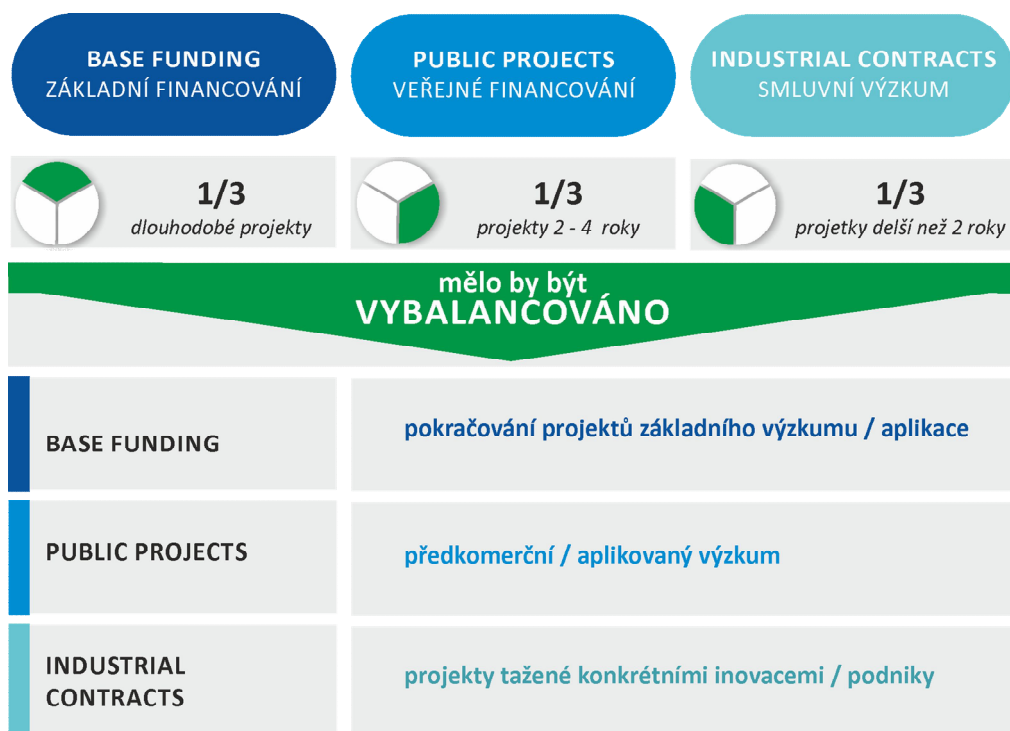 BASE FUNDING
ZÁKLADNÍ FINANCOVÁNÍ
PUBLIC PROJECTS
VEŘEJNÉ FINANCOVÁNÍ
INDUSTRIAL CONTRACTS
SMLUVNÍ VÝZKUM
1/3
dlouhodobé projekty
1/3
projekty 2 - 4 roky
1/3
projetky delší než 2 roky
mělo by být
VYBALANCOVÁNO
BASE FUNDING
pokračování projektů základního výzkumu / aplikace
PUBLIC PROJECTS
předkomerční / aplikovaný výzkum
INDUSTRIAL
CONTRACTS
projekty tažené konkrétními inovacemi / podniky